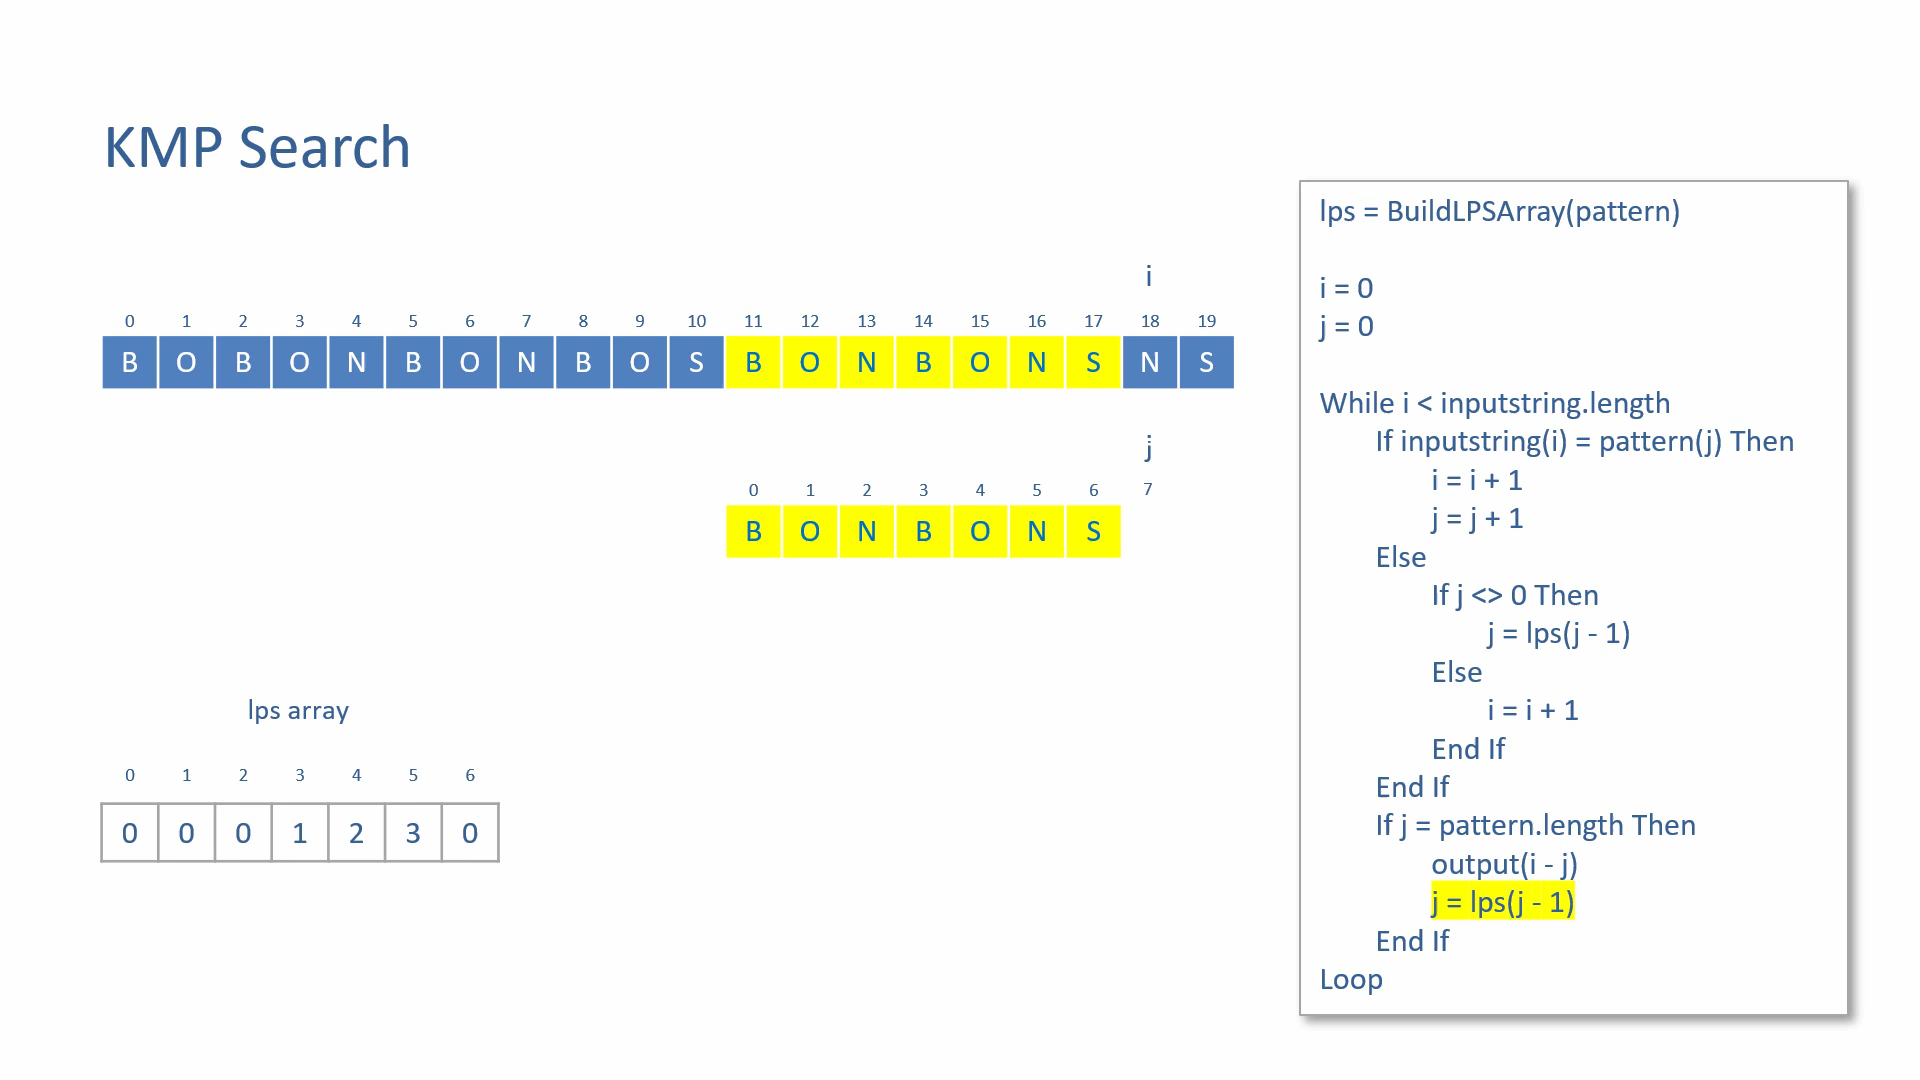 KMP Search
i
0 1 2 3 4 5 6 7 8 9 10 11 12 13 14 15 16 17 18 19
B O B O N B O N B O S B O N B O N S N S
j
0 1 2 3 4 5 6 7
B O N B O N S
lps array
0 1 2 3 4 5 6
0 0 0 1 2 3 0
lps = BuildLPSArray(pattern)
i = 0
j = 0
While i < inputstring.length
If inputstring(i) = pattern(j) Then
i = i + 1
j = j + 1
Else
If j <> 0 Then
j = lps(j - 1)
Else
i = i + 1
End If
End If
If j = pattern.length Then
output(i - j)
j = lps(j - 1)
End If
Loop